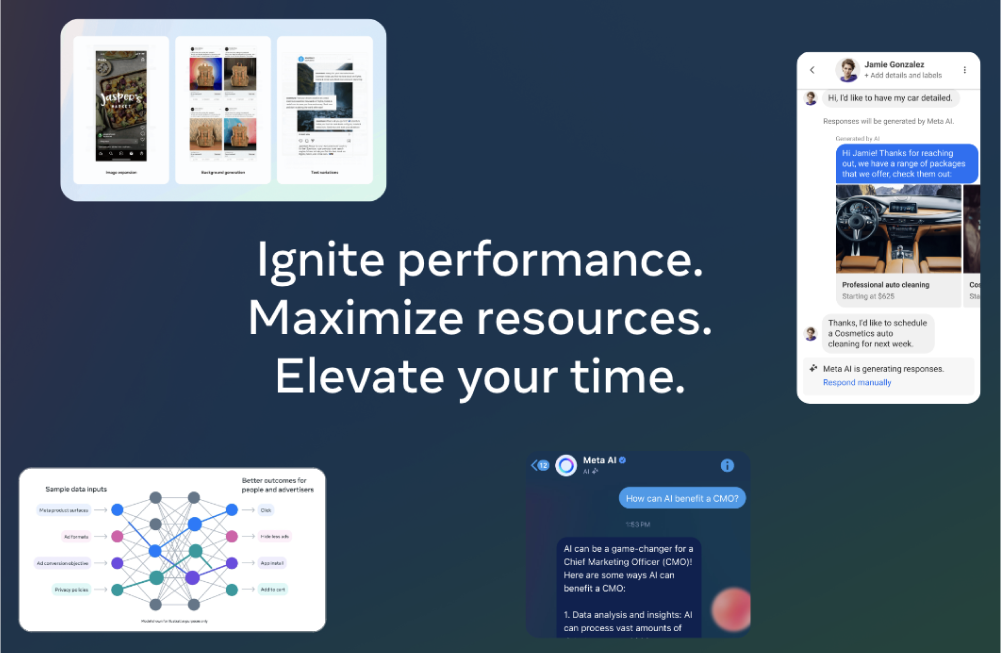 JASPER'S
MARKET
Image expansion
Background generation
Text variations
Jamie Gonzalez
+ Add details and labels
Hi, I'd like to have my car detailed.
Responses will be generated by Meta AI.
Generated by AI
Hi Jamie! Thanks for reaching
out, we have a range of packages
that we offer, check them out:
Professional auto cleaning
Starting at $625
Cos
Sta
Thanks, I'd like to schedule
a Cosmetics auto
cleaning for next week.
Meta AI is generating responses.
Respond manually
Ignite performance.
Maximize resources.
Elevate your time.
Sample data inputs
Better outcomes for
people and advertisers
Meta product surfaces
Ad formats
Ad conversion objective
Privacy policies
Click
Hide less ads
App install
Add to cart
12
Meta AI
AI
How can AI benefit a CMO?
1:53 PM
AI can be a game-changer for a
Chief Marketing Officer (CMO)!
Here are some ways AI can
benefit a CMO:
1. Data analysis and insights: AI
can process vast amounts of